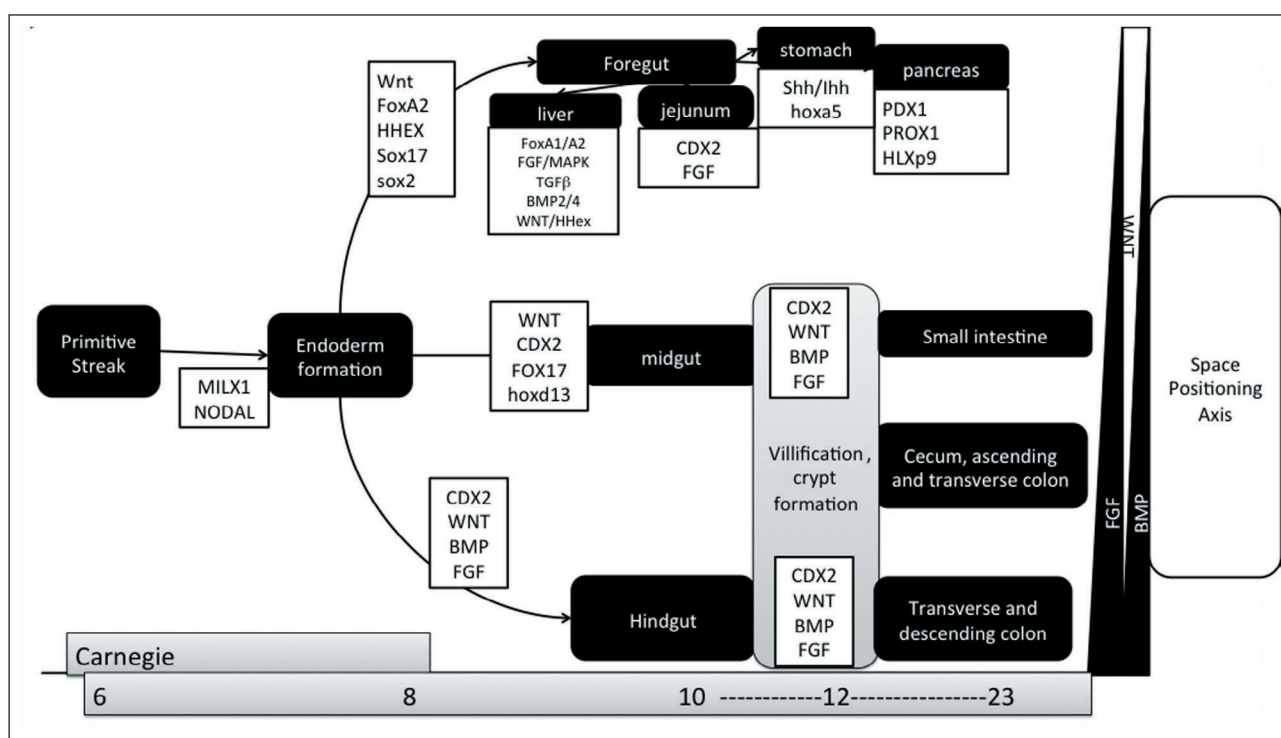 Wnt
FoxA2
HHEX
Sox17
sox2
Foregut
stomach
Shh/Ihh
hoxa5
pancreas
PDX1
PROX1
HLXp9
liver
FoxA1/A2
FGF/MAPK
TGFβ
BMP2/4
WNT/HHex
jejunum
CDX2
FGF
Primitive
Streak
MILX1
NODAL
Endoderm
formation
WNT
CDX2
FOX17
hoxd13
midgut
CDX2
WNT
BMP
FGF
Small intestine
Villification,
crypt
formation
Cecum, ascending
and transverse colon
CDX2
WNT
BMP
FGF
Hindgut
CDX2
WNT
BMP
FGF
Transverse and
descending colon
WNT
FGF
BMP
Space
Positioning
Axis
Carnegie
6 8 10 ------------12---------------23